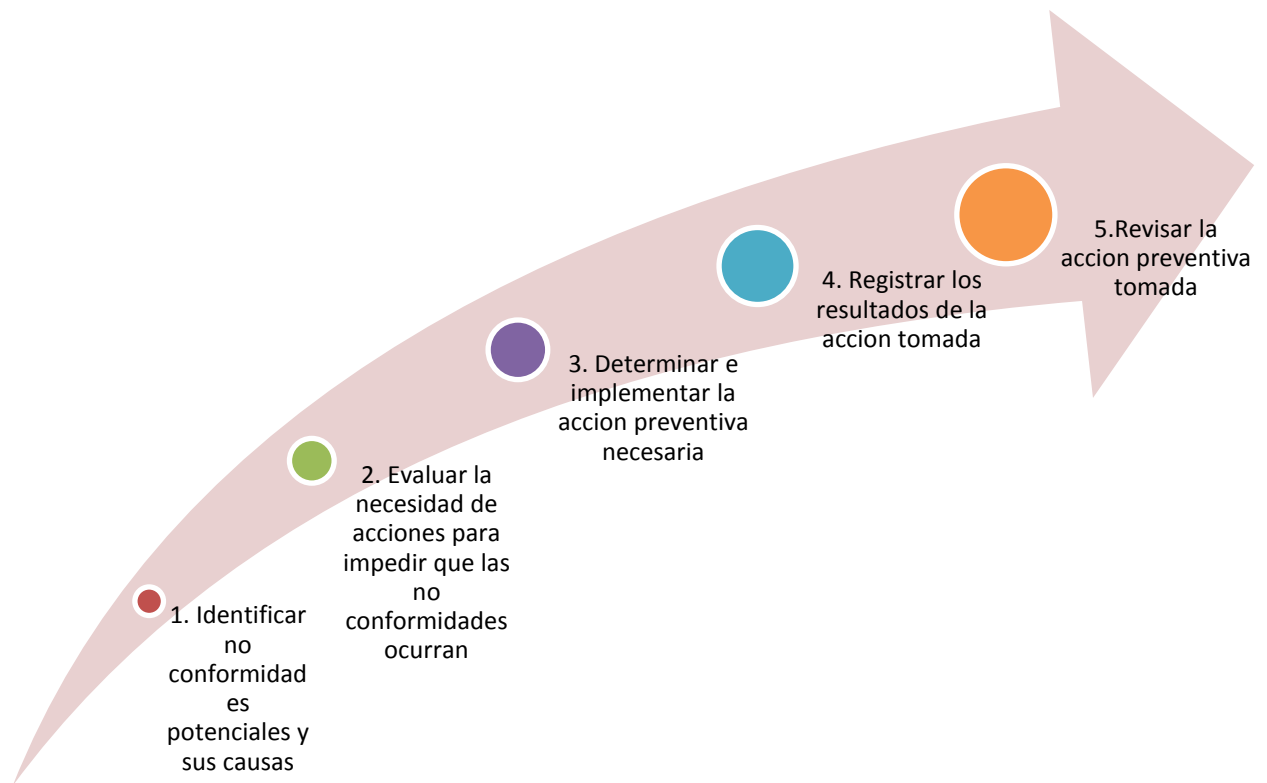 1. Identificar
no
conformidad
es
potenciales y
sus causas
2. Evaluar la
necesidad de
acciones para
impedir que las
no
conformidades
ocurran
3. Determinar e
implementar la
accion preventiva
necesaria
4. Registrar los
resultados de la
accion tomada
5.Revisar la
accion preventiva
tomada